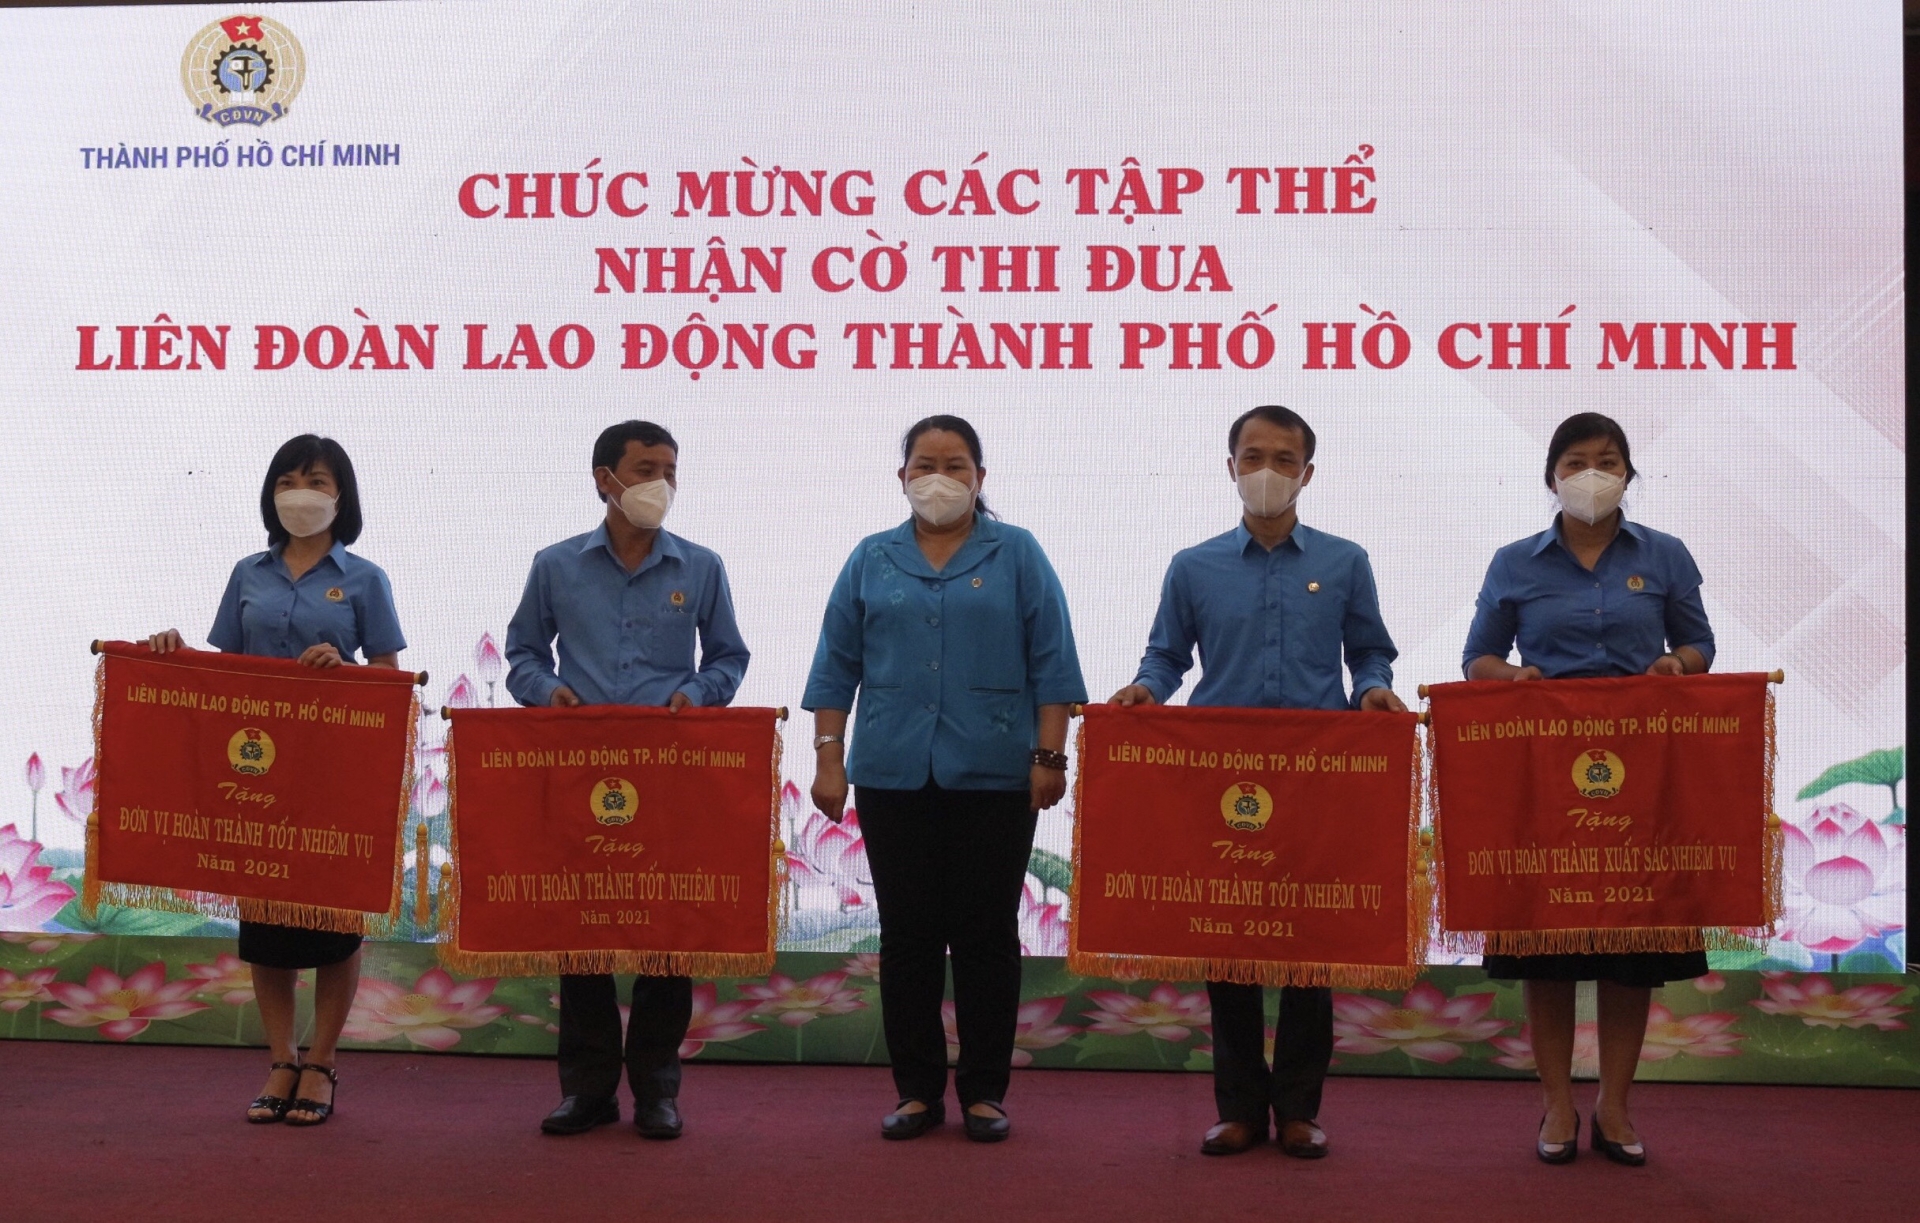 CĐVN
THÀNH PHỐ HỒ CHÍ MINH
CHÚC MỪNG CÁC TẬP THỂ
NHẬN CỜ THI ĐUA
LIÊN ĐOÀN LAO ĐỘNG THÀNH PHỐ HỒ CHÍ MINH
LIÊN ĐOÀN LAO ĐỘNG TP. HỒ CHÍ MINH
CĐVN
Tặng
ĐƠN VỊ HOÀN THÀNH TỐT NHIỆM VỤ
Năm 2021
LIÊN ĐOÀN LAO ĐỘNG TP. HỒ CHÍ MINH
CĐVN
Tặng
ĐƠN VỊ HOÀN THÀNH TỐT NHIỆM VỤ
Năm 2021
LIÊN ĐOÀN LAO ĐỘNG TP. HỒ CHÍ MINH
CĐVN
Tặng
ĐƠN VỊ HOÀN THÀNH TỐT NHIỆM VỤ
Năm 2021
LIÊN ĐOÀN LAO ĐỘNG TP. HỒ CHÍ MINH
CĐVN
Tặng
ĐƠN VỊ HOÀN THÀNH XUẤT SẮC NHIỆM VỤ
Năm 2021